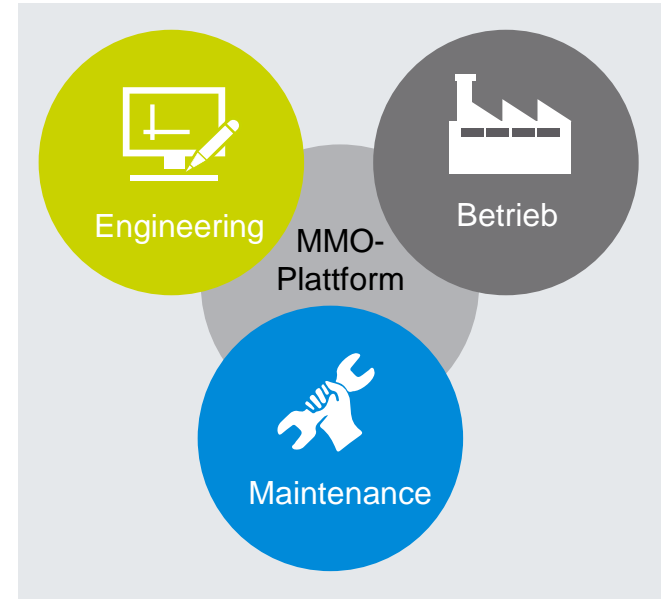 Engineering
Betrieb
MMO-
Plattform
Maintenance